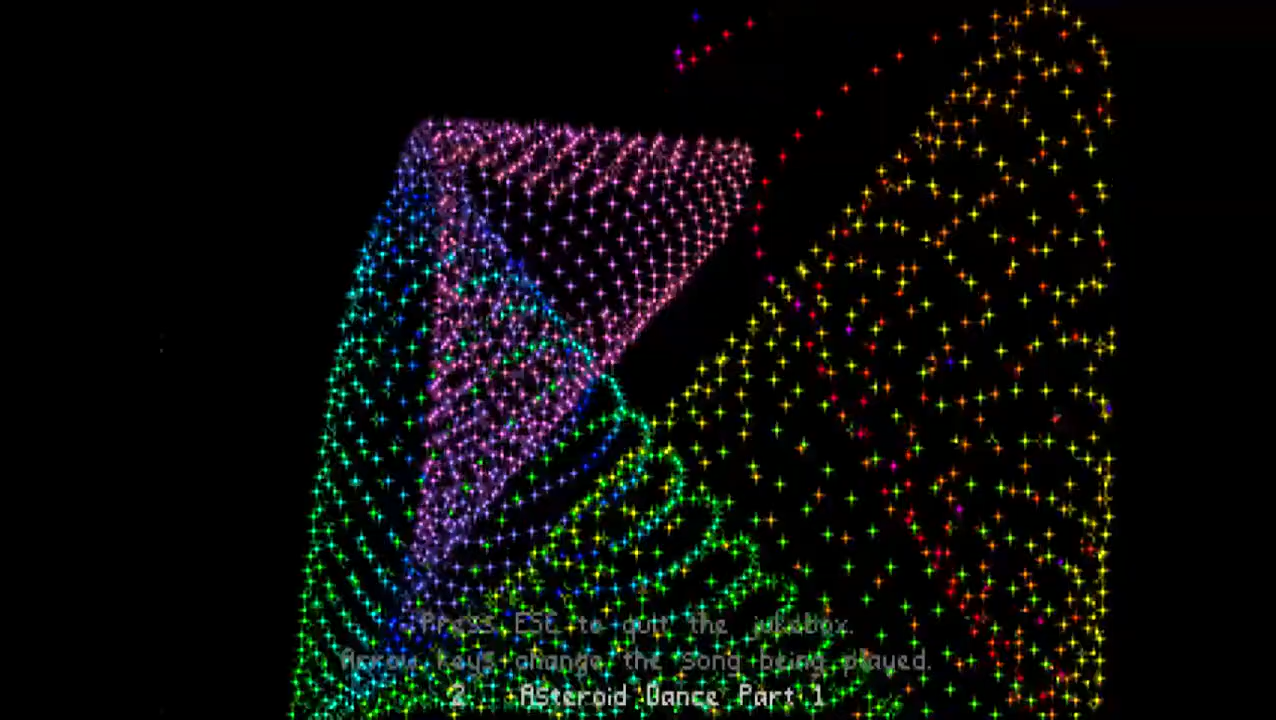 Press ESC to quit the jukebox.
Arrow keys change the song being played.
2. Asteroid Dance Part 1